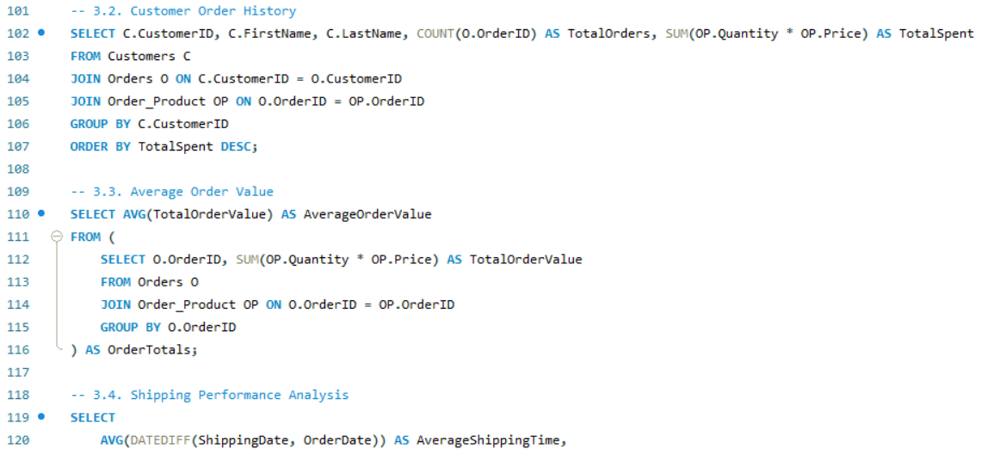 101 -- 3.2. Customer Order History
102 SELECT C.CustomerID, C.FirstName, C.LastName, COUNT(O.OrderID) AS TotalOrders, SUM(OP.Quantity * OP.Price) AS TotalSpent
103 FROM Customers C
104 JOIN Orders O ON C.CustomerID = O.CustomerID
105 JOIN Order_Product OP ON O.OrderID = OP.OrderID
106 GROUP BY C.CustomerID
107 ORDER BY TotalSpent DESC;
108
109 -- 3.3. Average Order Value
110 SELECT AVG(TotalOrderValue) AS AverageOrderValue
111 FROM (
112 SELECT O.OrderID, SUM(OP.Quantity * OP.Price) AS TotalOrderValue
113 FROM Orders O
114 JOIN Order_Product OP ON O.OrderID = OP.OrderID
115 GROUP BY O.OrderID
116 ) AS OrderTotals;
117
118 -- 3.4. Shipping Performance Analysis
119 SELECT
120 AVG(DATEDIFF(ShippingDate, OrderDate)) AS AverageShippingTime,